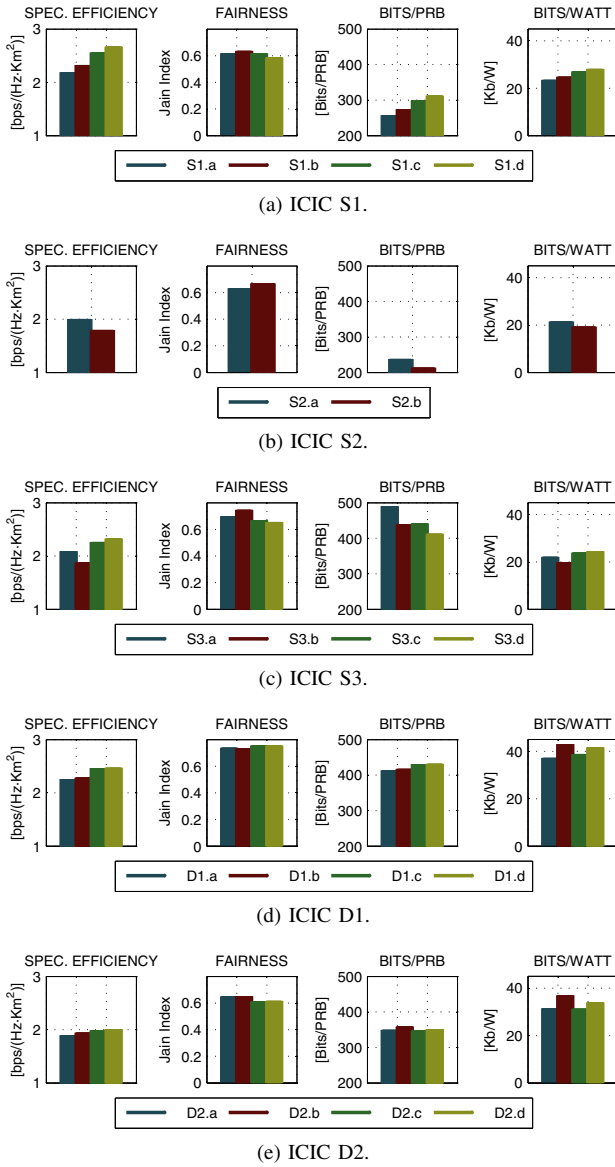 SPEC. EFFICIENCY FAIRNESS BITS/PRB BITS/WATT
[bps/(Hz·Km²)] 3 2 1
Jain Index 0.6 0.4 0.2 0
[Bits/PRB] 500 400 300 200
[Kb/W] 40 20 0
S1.a S1.b S1.c S1.d
(a) ICIC S1.
SPEC. EFFICIENCY FAIRNESS BITS/PRB BITS/WATT
[bps/(Hz·Km²)] 3 2 1
Jain Index 0.6 0.4 0.2 0
[Bits/PRB] 500 400 300 200
[Kb/W] 40 20 0
S2.a S2.b
(b) ICIC S2.
SPEC. EFFICIENCY FAIRNESS BITS/PRB BITS/WATT
[bps/(Hz·Km²)] 3 2 1
Jain Index 0.6 0.4 0.2 0
[Bits/PRB] 500 400 300 200
[Kb/W] 40 20 0
S3.a S3.b S3.c S3.d
(c) ICIC S3.
SPEC. EFFICIENCY FAIRNESS BITS/PRB BITS/WATT
[bps/(Hz·Km²)] 3 2 1
Jain Index 0.6 0.4 0.2 0
[Bits/PRB] 500 400 300 200
[Kb/W] 40 20 0
D1.a D1.b D1.c D1.d
(d) ICIC D1.
SPEC. EFFICIENCY FAIRNESS BITS/PRB BITS/WATT
[bps/(Hz·Km²)] 3 2 1
Jain Index 0.6 0.4 0.2 0
[Bits/PRB] 500 400 300 200
[Kb/W] 40 20 0
D2.a D2.b D2.c D2.d
(e) ICIC D2.